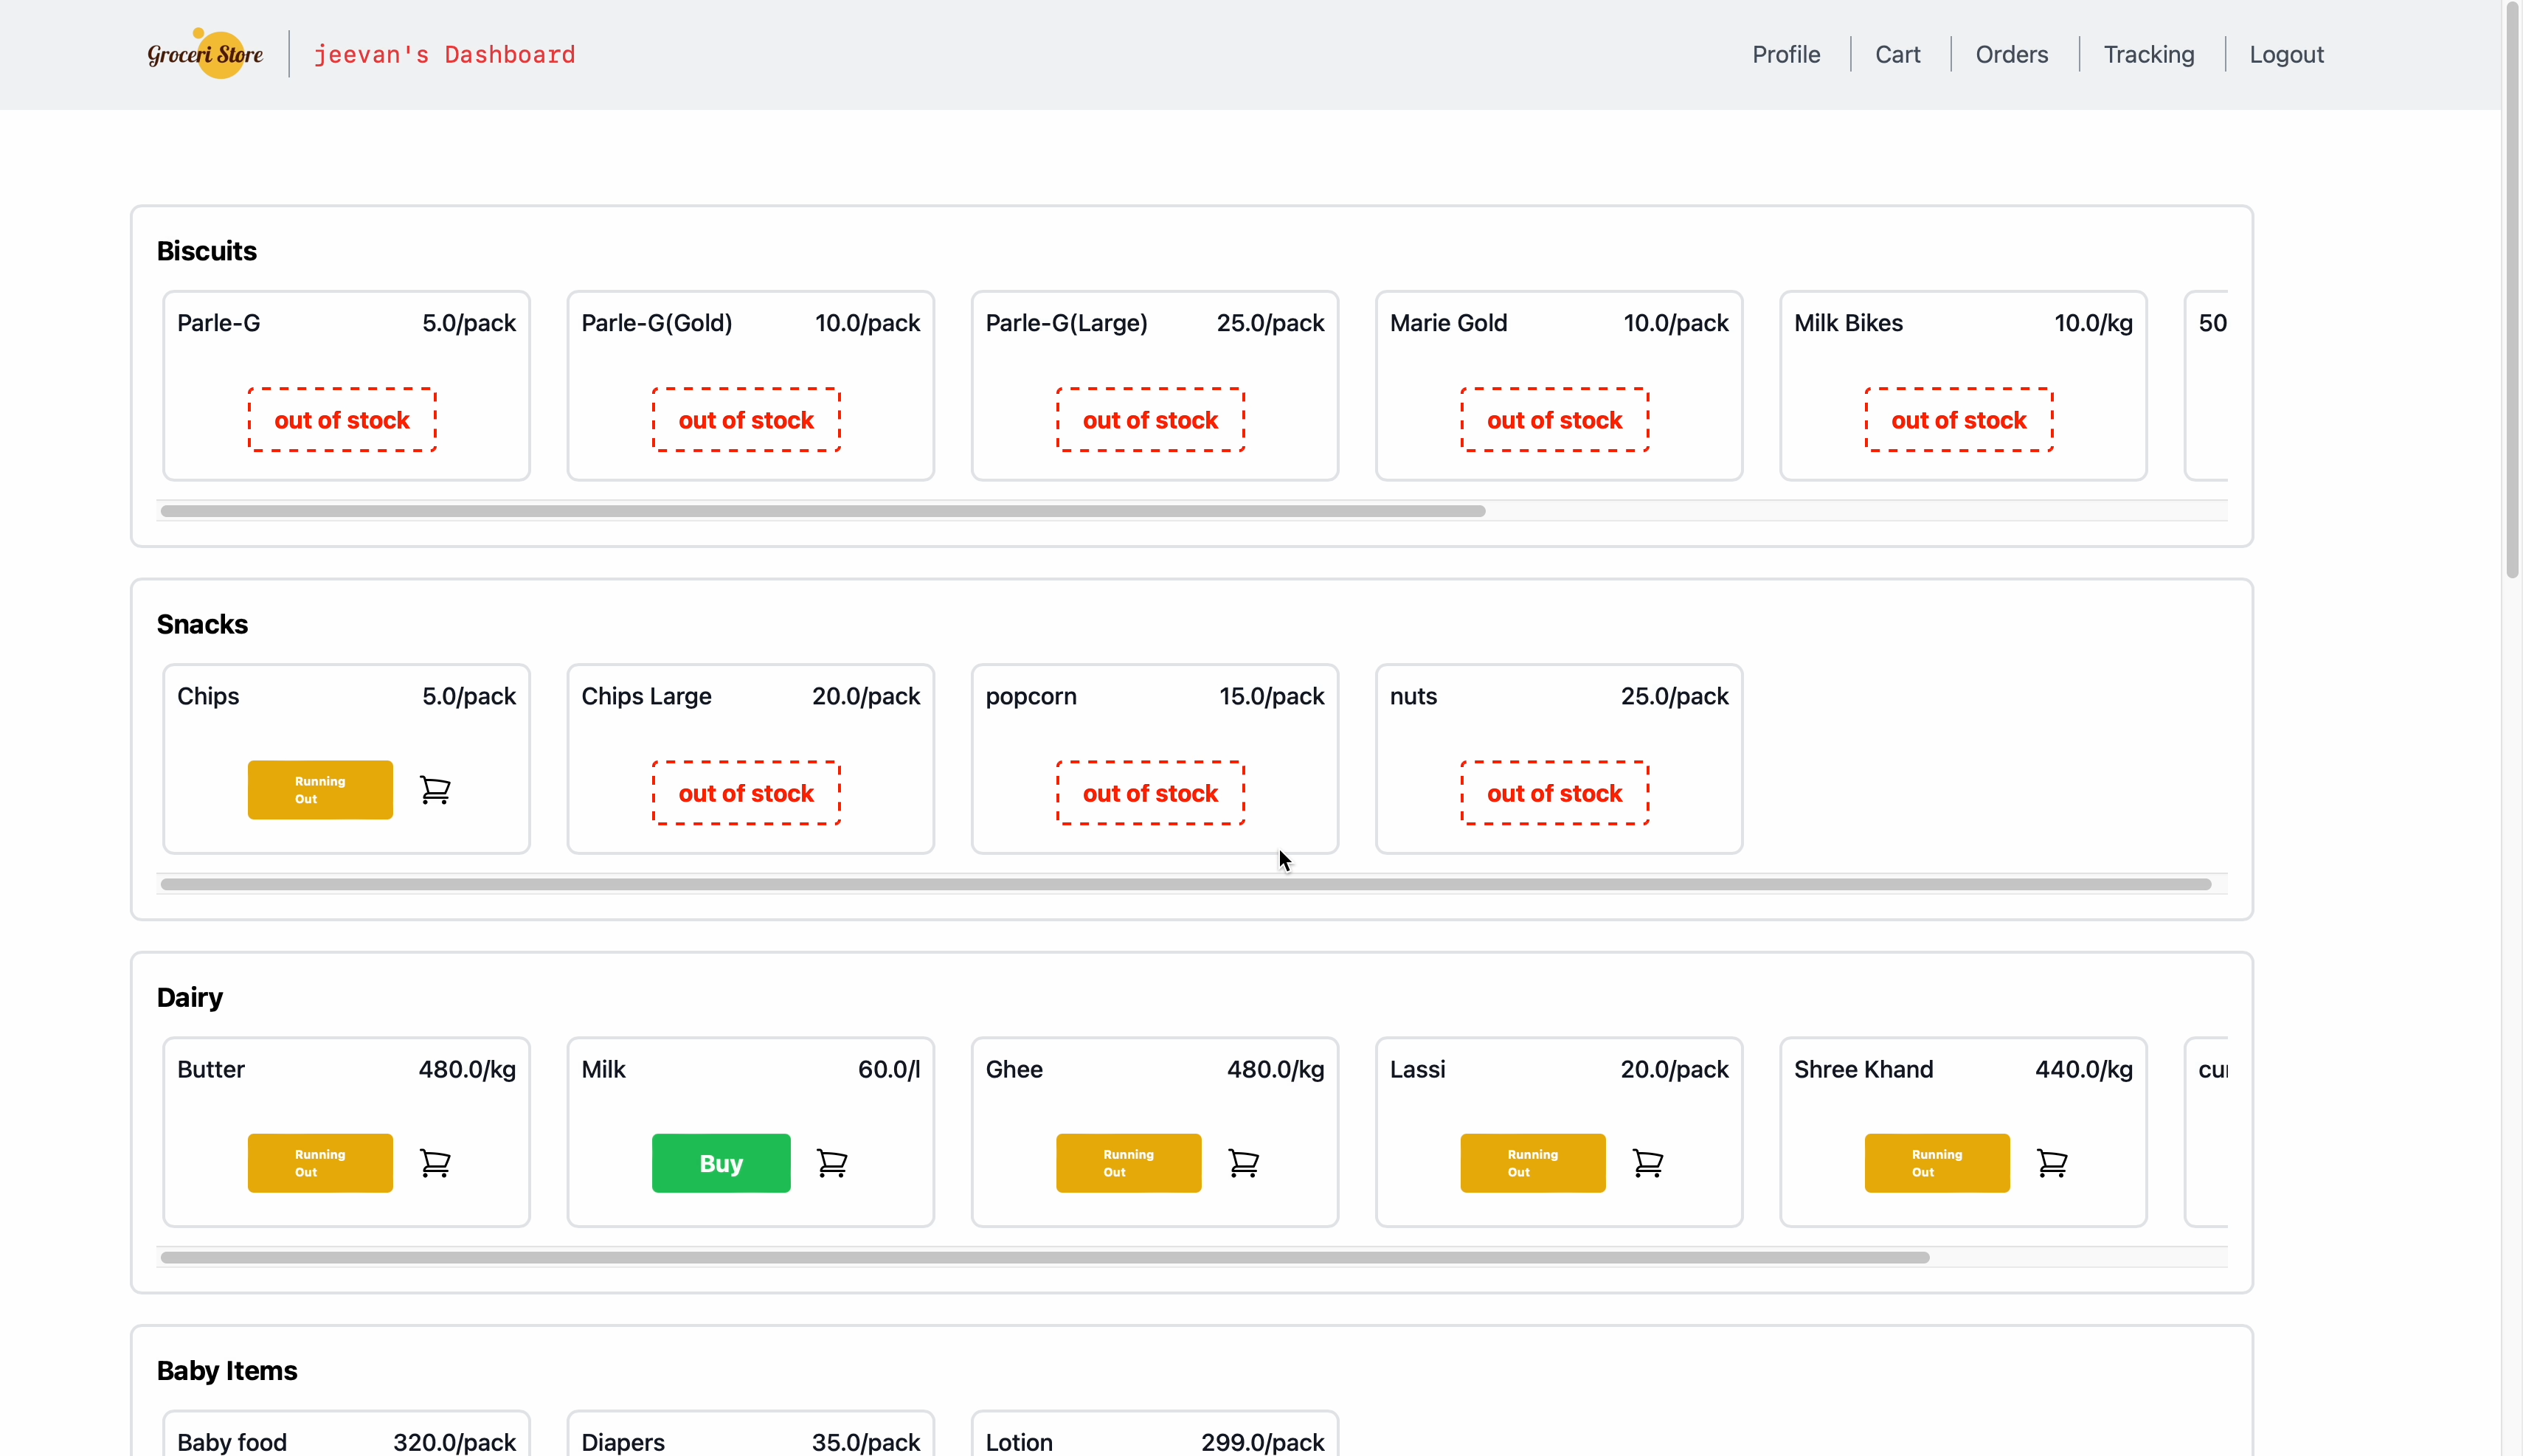 Groceri Store
jeevan's Dashboard
Profile
Cart
Orders
Tracking
Logout
Biscuits
Parle-G 5.0/pack
out of stock
Parle-G(Gold) 10.0/pack
out of stock
Parle-G(Large) 25.0/pack
out of stock
Marie Gold 10.0/pack
out of stock
Milk Bikes 10.0/kg
out of stock
50
Snacks
Chips 5.0/pack
Running
Out
Chips Large 20.0/pack
out of stock
popcorn 15.0/pack
out of stock
nuts 25.0/pack
out of stock
Dairy
Butter 480.0/kg
Running
Out
Milk 60.0/l
Buy
Ghee 480.0/kg
Running
Out
Lassi 20.0/pack
Running
Out
Shree Khand 440.0/kg
Running
Out
Baby Items
Baby food 320.0/pack
Diapers 35.0/pack
Lotion 299.0/pack